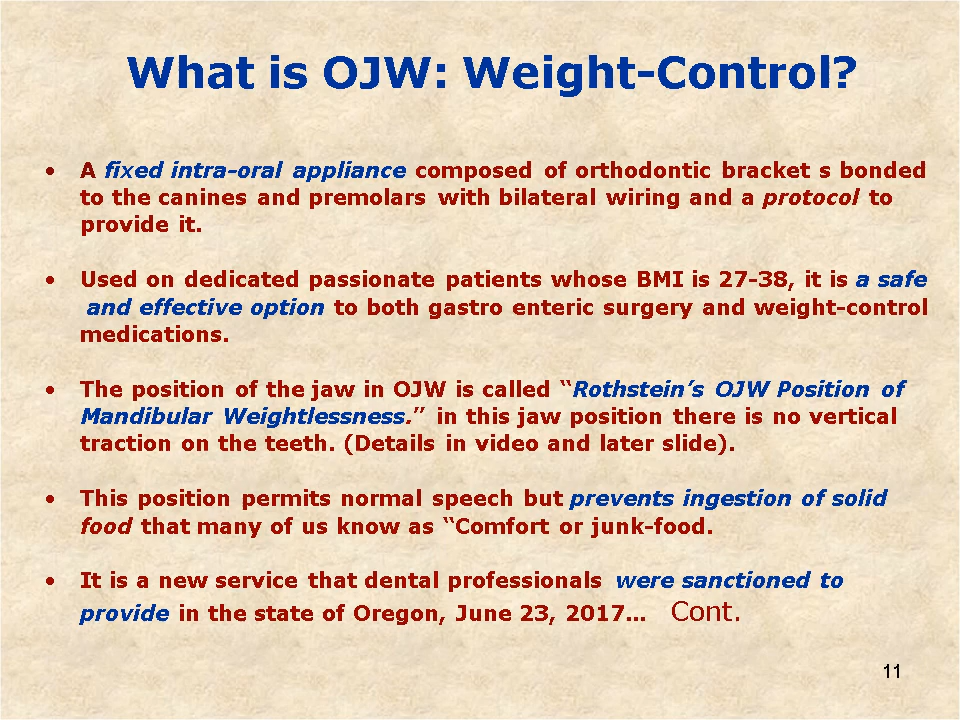 What is OJW: Weight-Control?
• A fixed intra-oral appliance composed of orthodontic bracket s bonded
to the canines and premolars with bilateral wiring and a protocol to
provide it.
• Used on dedicated passionate patients whose BMI is 27-38, it is a safe
and effective option to both gastro enteric surgery and weight-control
medications.
• The position of the jaw in OJW is called “Rothstein’s OJW Position of
Mandibular Weightlessness.” in this jaw position there is no vertical
traction on the teeth. (Details in video and later slide).
• This position permits normal speech but prevents ingestion of solid
food that many of us know as “Comfort or junk-food.
• It is a new service that dental professionals were sanctioned to
provide in the state of Oregon, June 23, 2017… Cont.
11